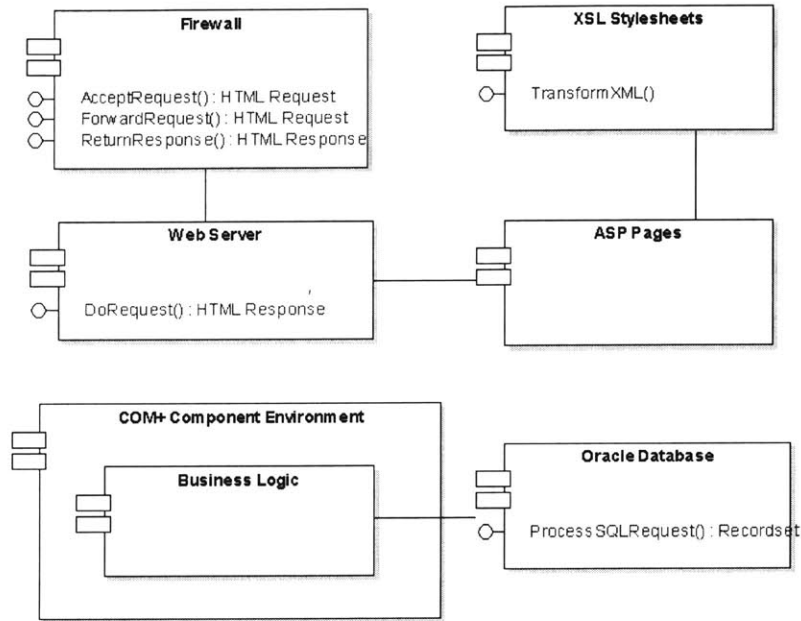 Firewall
AcceptRequest() : HTML Request
ForwardRequest() : HTML Request
ReturnResponse() : HTML Response
XSL Stylesheets
TransformXML()
Web Server
DoRequest() : HTML Response
ASP Pages
COM+ Component Environment
Business Logic
Oracle Database
ProcessSQLRequest() : Recordset